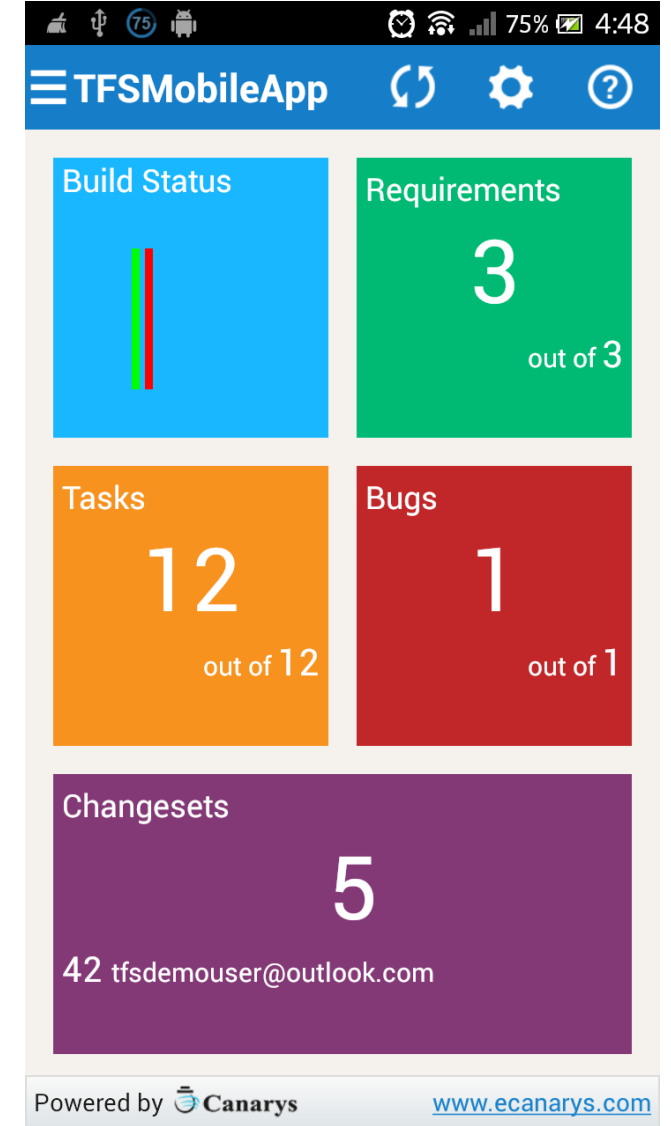 75 75% 4:48
TFSMobileApp
Build Status
Requirements
3
out of 3
Tasks
12
out of 12
Bugs
1
out of 1
Changesets
5
42 tfsdemouser@outlook.com
Powered by Canarys www.ecanarys.com